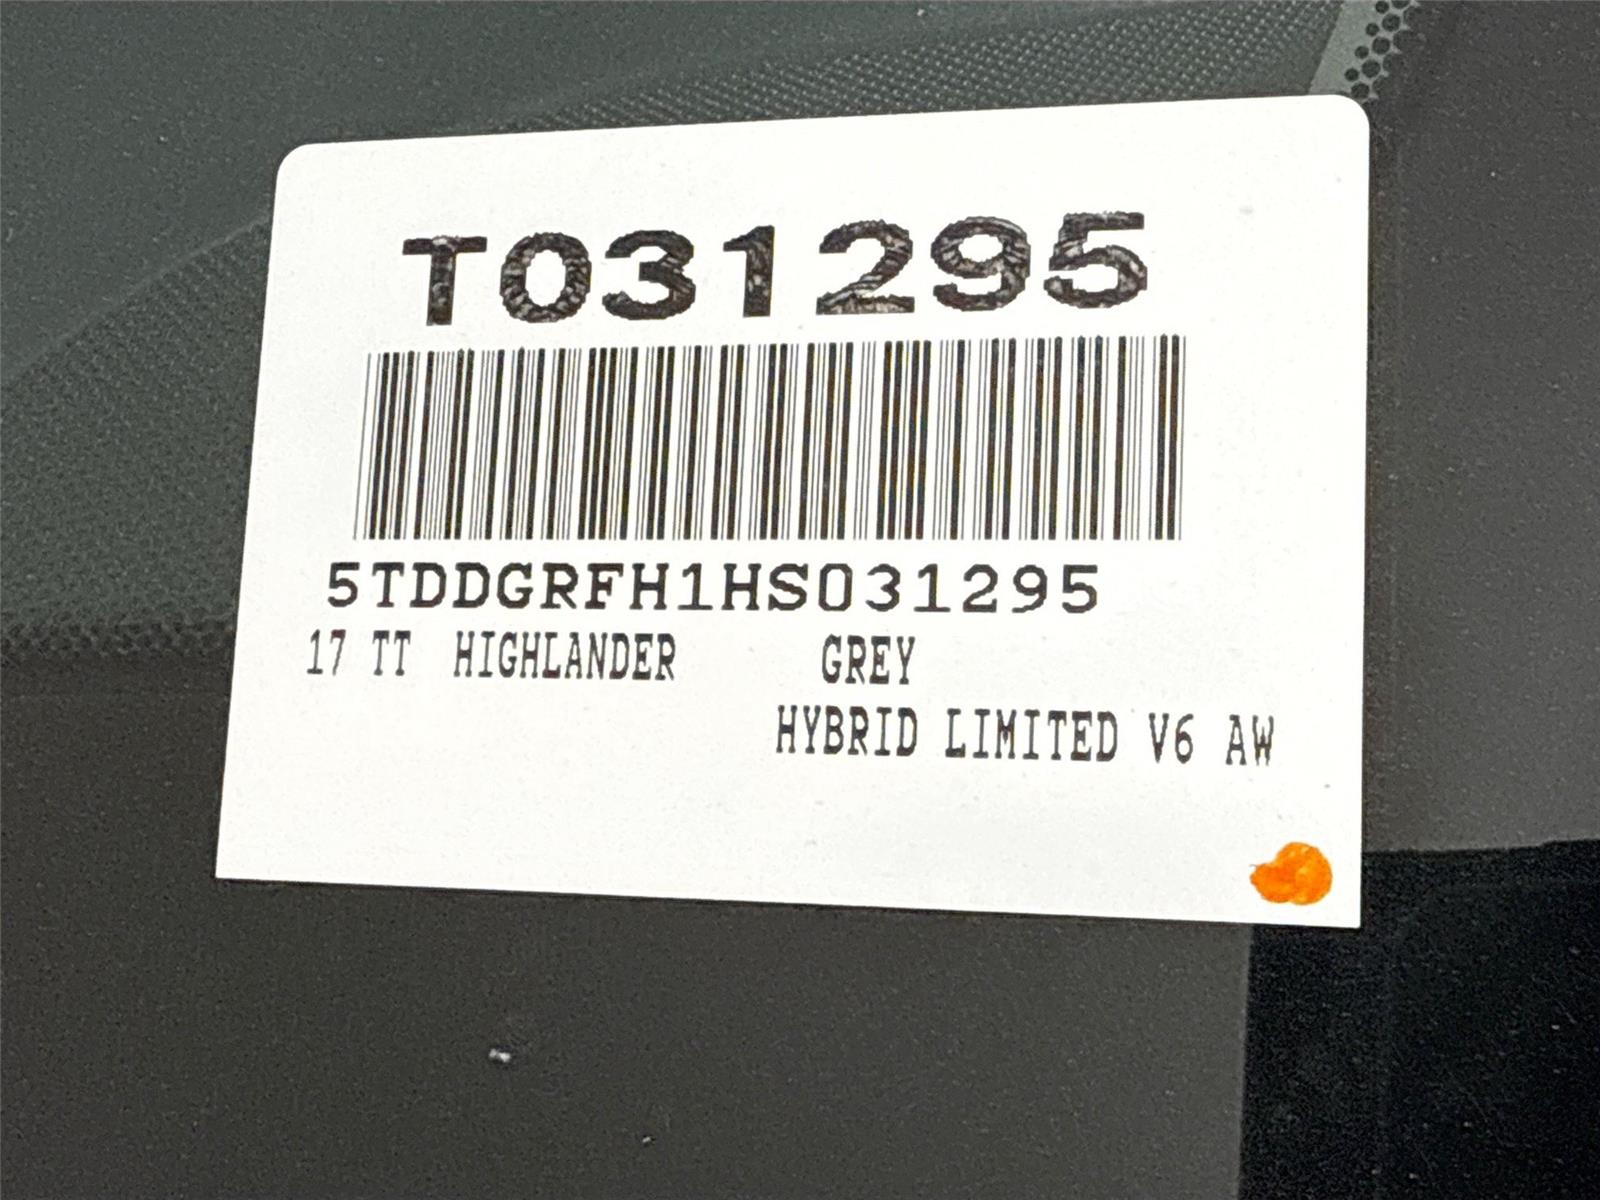 T031295
5TDDGRFH1HS031295
17 TT HIGHLANDER GREY
HYBRID LIMITED V6 AW